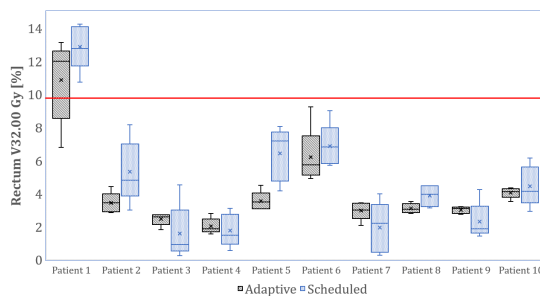 Rectum V32.00 Gy [%]
14
12
10
8
6
4
2
0
Patient 1 Patient 2 Patient 3 Patient 4 Patient 5 Patient 6 Patient 7 Patient 8 Patient 9 Patient 10
Adaptive Scheduled